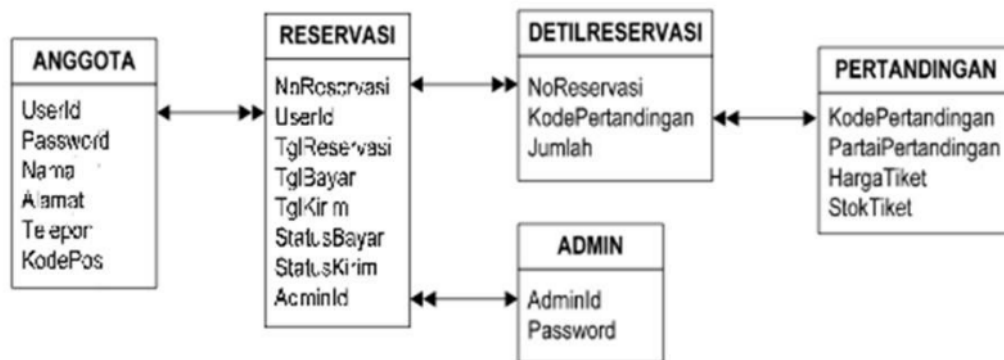 ANGGOTA
UserId
Password
Nama
Alamat
Telepon
KodePos
RESERVASI
NoReservasi
UserId
TglReservasi
TglBayar
TglKirim
StatusBayar
StatusKirim
AdminId
DETILRESERVASI
NoReservasi
KodePertandingan
Jumlah
PERTANDINGAN
KodePertandingan
PartaiPertandingan
HargaTiket
StokTiket
ADMIN
AdminId
Password